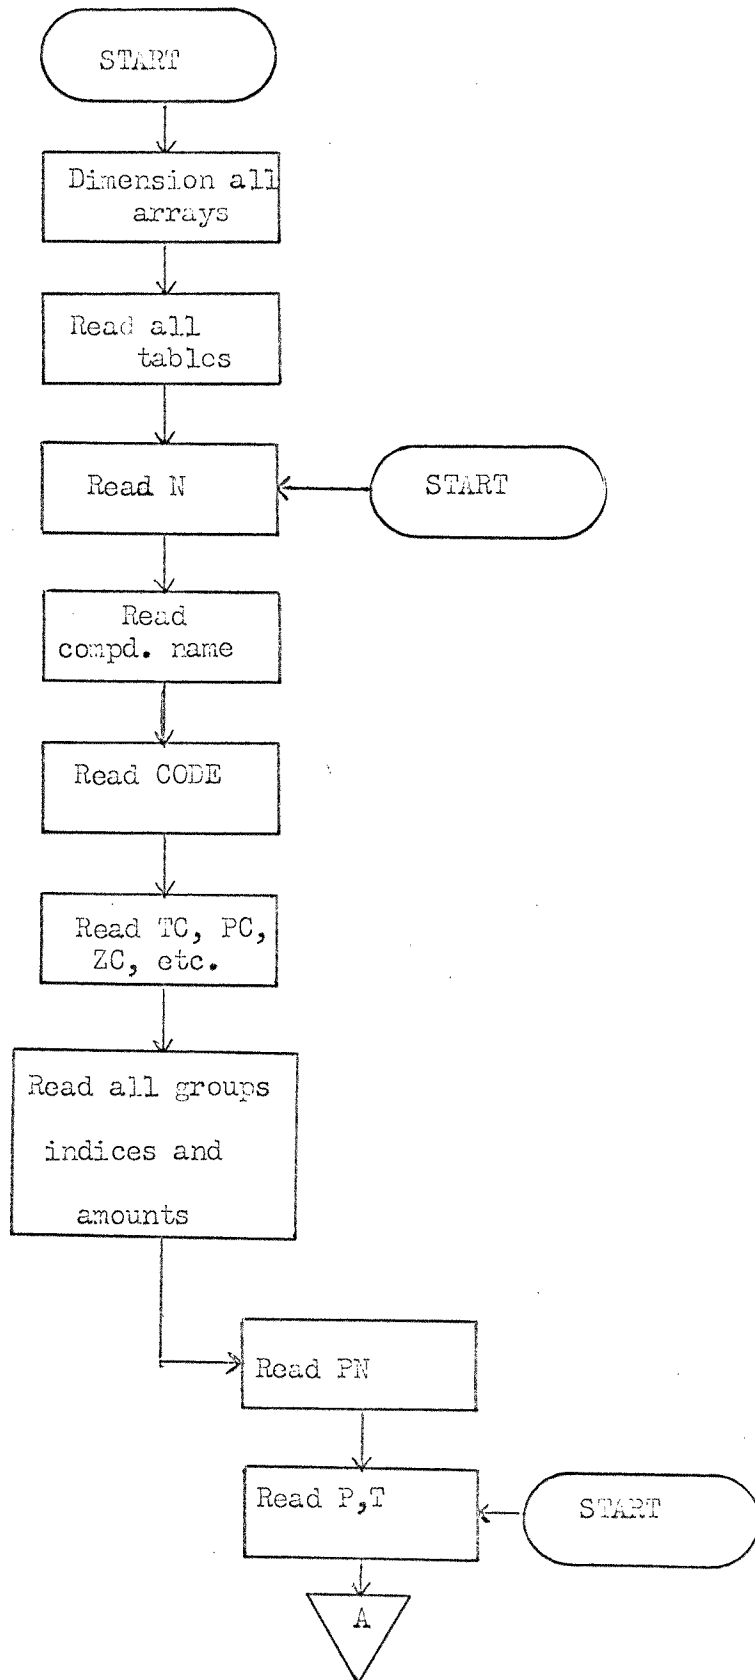 START
Dimension all
arrays
Read all
tables
Read N
START
Read
compd. name
Read CODE
Read TC, PC,
ZC, etc.
Read all groups
indices and
amounts
Read PN
Read P,T
START
A